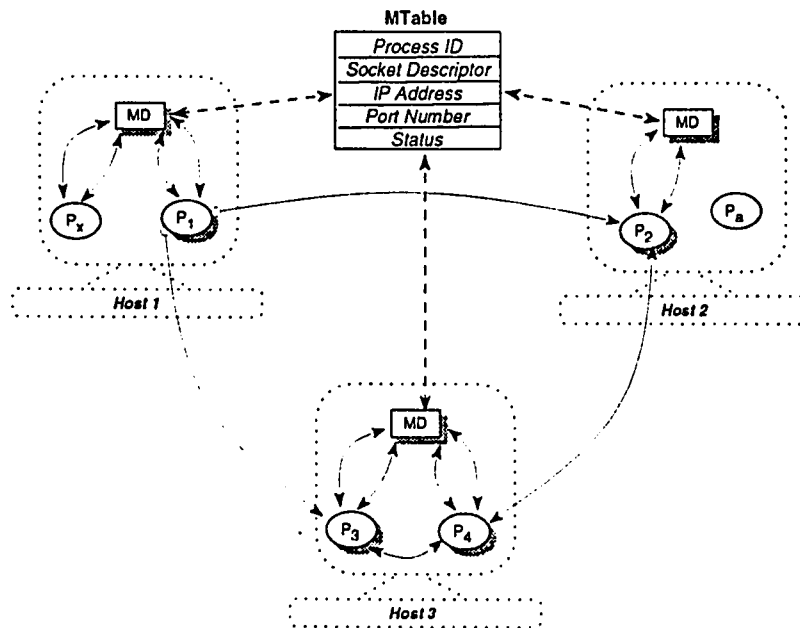 MTable
Process ID
Socket Descriptor
IP Address
Port Number
Status
MD
MD
Px
P1
P2
Pa
Host 1
Host 2
MD
P3
P4
Host 3